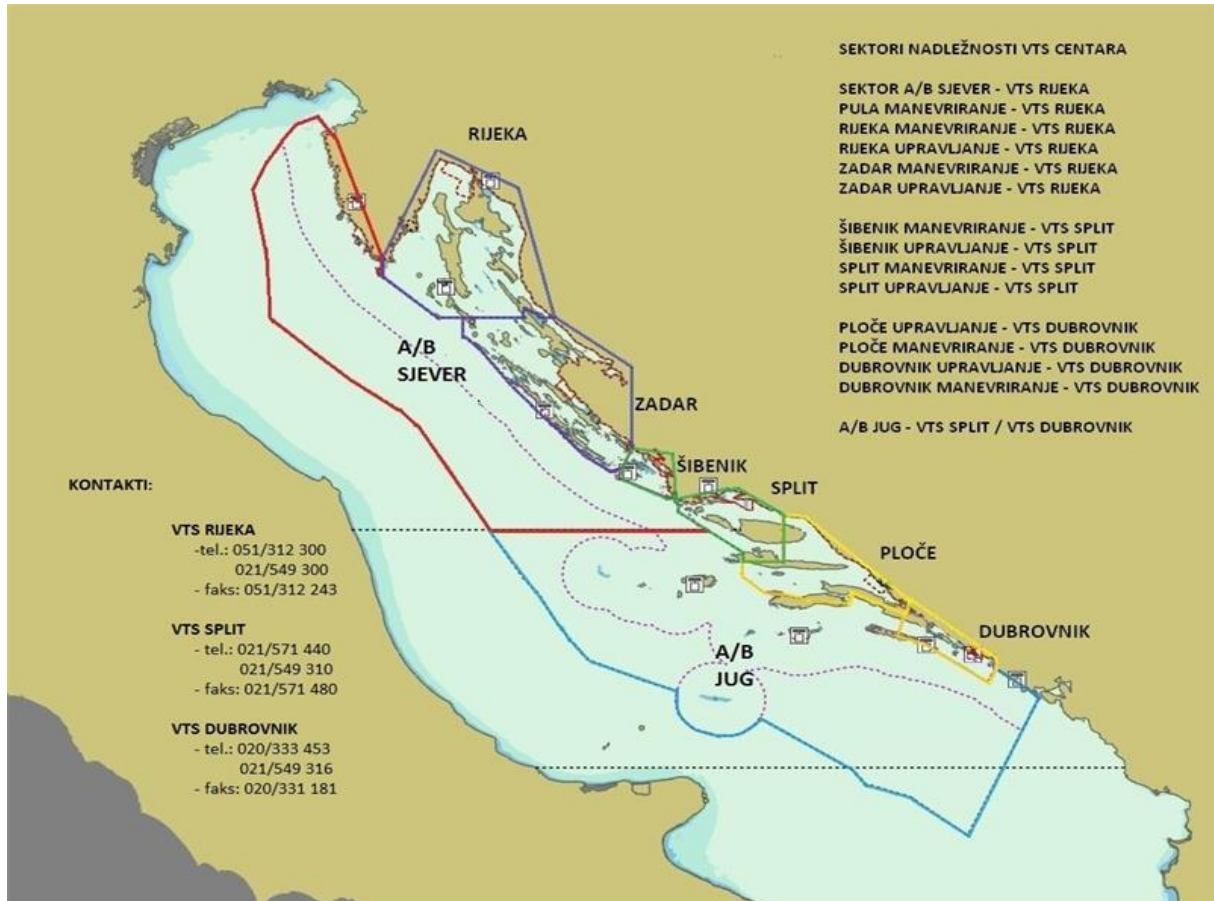 SEKTORI NADLEŽNOSTI VTS CENTARA
SEKTOR A/B SJEVER - VTS RIJEKA
PULA MANEVRIRANJE - VTS RIJEKA
RIJEKA MANEVRIRANJE - VTS RIJEKA
RIJEKA UPRAVLJANJE - VTS RIJEKA
ZADAR MANEVRIRANJE - VTS RIJEKA
ZADAR UPRAVLJANJE - VTS RIJEKA
ŠIBENIK MANEVRIRANJE - VTS SPLIT
ŠIBENIK UPRAVLJANJE - VTS SPLIT
SPLIT MANEVRIRANJE - VTS SPLIT
SPLIT UPRAVLJANJE - VTS SPLIT
PLOČE UPRAVLJANJE - VTS DUBROVNIK
PLOČE MANEVRIRANJE - VTS DUBROVNIK
DUBROVNIK UPRAVLJANJE - VTS DUBROVNIK
DUBROVNIK MANEVRIRANJE - VTS DUBROVNIK
A/B JUG - VTS SPLIT / VTS DUBROVNIK
RIJEKA
A/B
SJEVER
ZADAR
ŠIBENIK
SPLIT
PLOČE
DUBROVNIK
A/B
JUG
KONTAKTI:
VTS RIJEKA
-tel.: 051/312 300
021/549 300
- faks: 051/312 243
VTS SPLIT
- tel.: 021/571 440
021/549 310
- faks: 021/571 480
VTS DUBROVNIK
- tel.: 020/333 453
021/549 316
- faks: 020/331 181